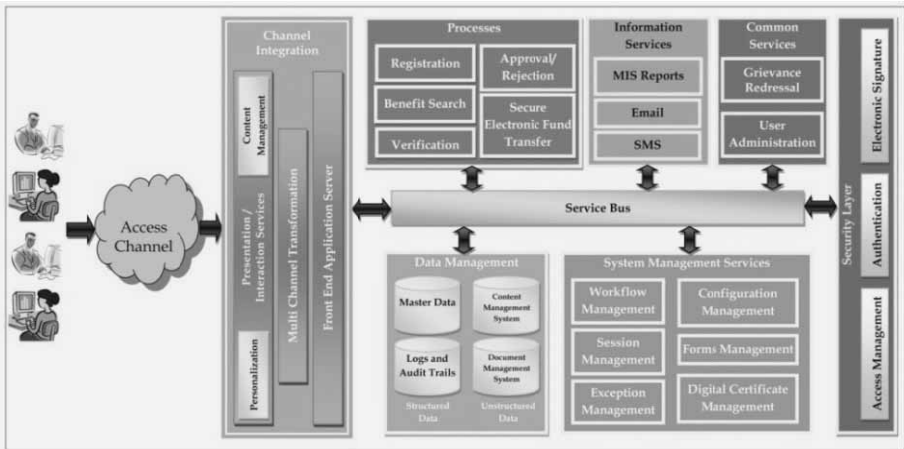 Access
Channel
Channel
Integration
Content Management
Presentation /
Interaction Services
Personalization
Multi Channel Transformation
Front End Application Server
Processes
Registration
Benefit Search
Verification
Approval/
Rejection
Secure
Electronic Fund
Transfer
Information
Services
MIS Reports
Email
SMS
Common
Services
Grievance
Redressal
User
Administration
Service Bus
Data Management
Master Data
Content
Management
System
Logs and
Audit Trails
Document
Management
System
Structured
Data
Unstructured
Data
System Management Services
Workflow
Management
Configuration
Management
Session
Management
Forms Management
Exception
Management
Digital Certificate
Management
Security Layer
Electronic Signature
Authentication
Access Management